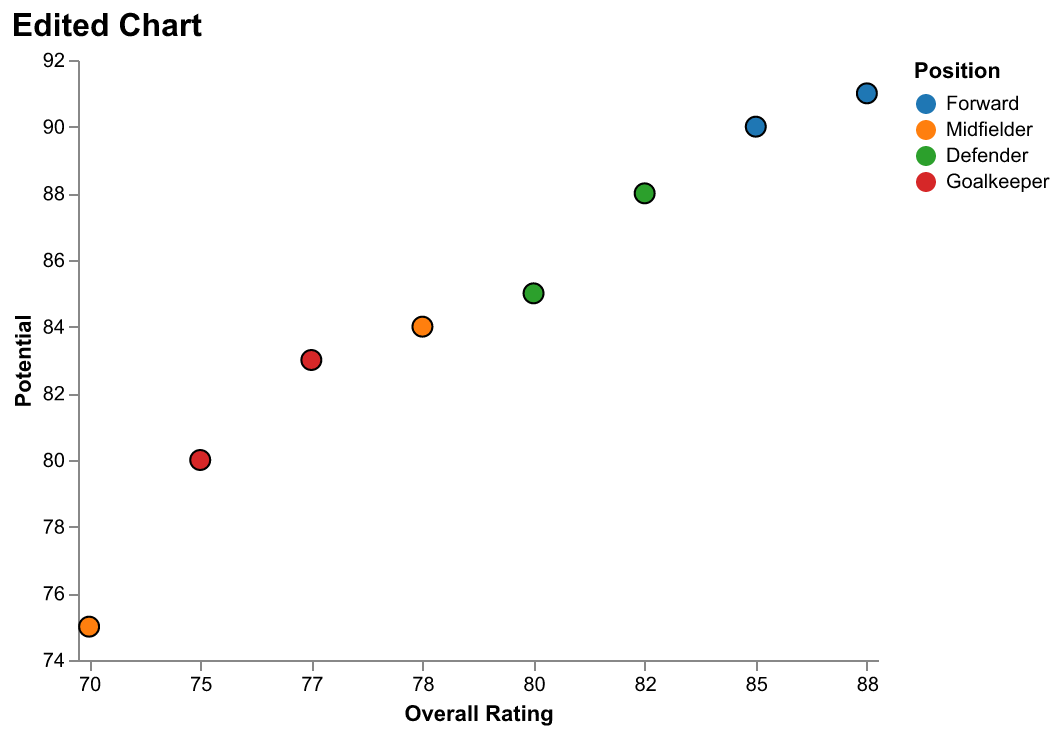 Edited Chart
Position
Forward
Midfielder
Defender
Goalkeeper
Potential
92
90
88
86
84
82
80
78
76
74
70 75 77 78 80 82 85 88
Overall Rating